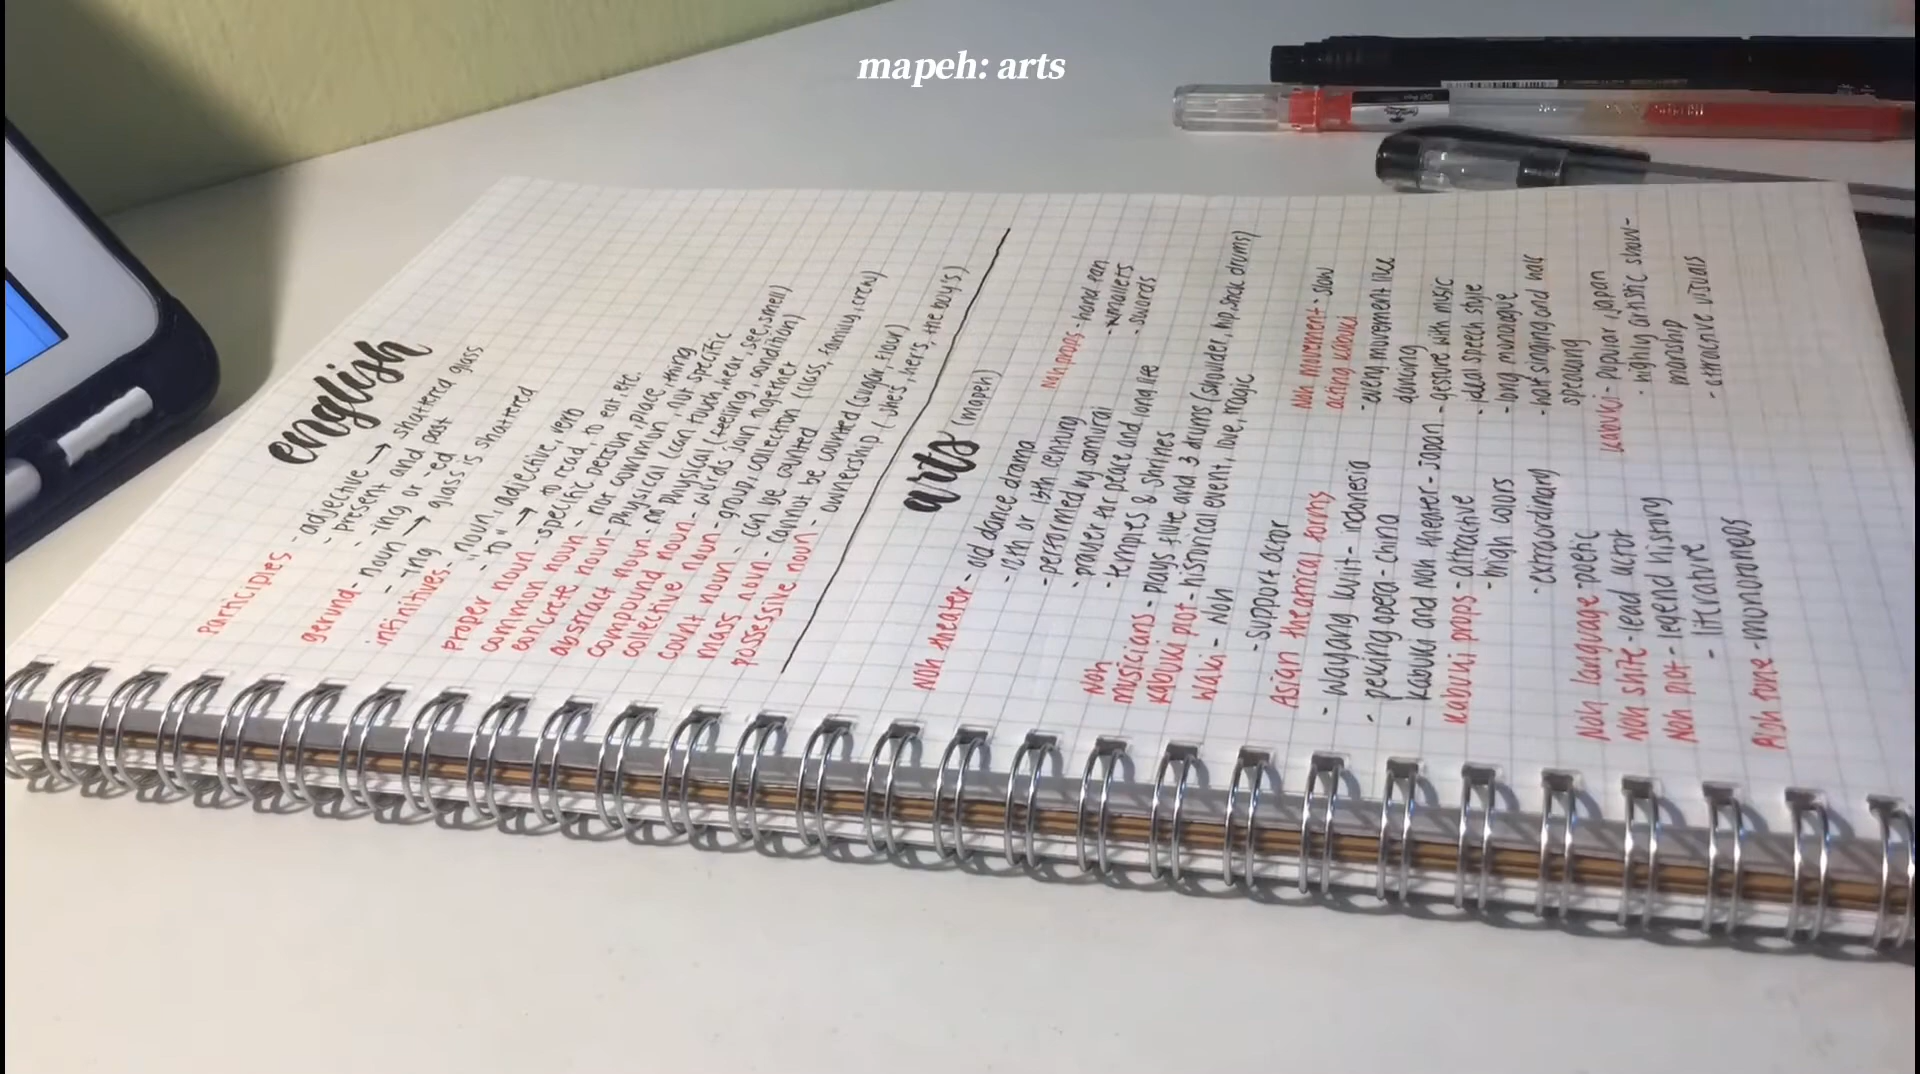 mapeh: arts
english
participles - adjective → shattered glass
- present and past
- -ing or -ed
gerund - noun → glass is shattered
- -ing
infinitives - noun, adjective, verb
- "to" → to read, to eat, etc.
proper noun - specific person, place, thing
common noun - nor common, not specific
concrete noun - physical (can touch, hear, see, smell)
abstract noun - physical (feeling, condition)
compound noun - words join together
collective noun - group, collection (class, family, crew)
count noun - can be counted
mass noun - cannot be counted (sugar, flour)
possessive noun - ownership (she's, her's, the boy's)
arts (mapeh)
Noh theater - old dance drama
- 12th or 13th century
- performed by samurai
- prayer for peace and long life
- temples & shrines
Noh
musicians - plays flute and 3 drums (shoulder, hip, stick drums)
kabuki plot - historical event, love, magic
waki - Noh
- support actor
Asian theatrical forms
- wayang kulit - indonesia
- peking opera - china
- kabuki and Noh theater - japan
kabuki props - attractive
- bright colors
- extraordinary
Noh language - poetic
Noh shite - lead actor
Noh plot - legend history
- literature
Pish tone - monotones
Noh props - hand fan
- mallets
- swords
Noh movement - slow
acting kabuki
- every movement like
dancing
- gesture with music
- ideal speech style
- long monologue
- half singing and half
speaking
kabuki - popular japan
- highly artistic show-
manship
- attractive visuals